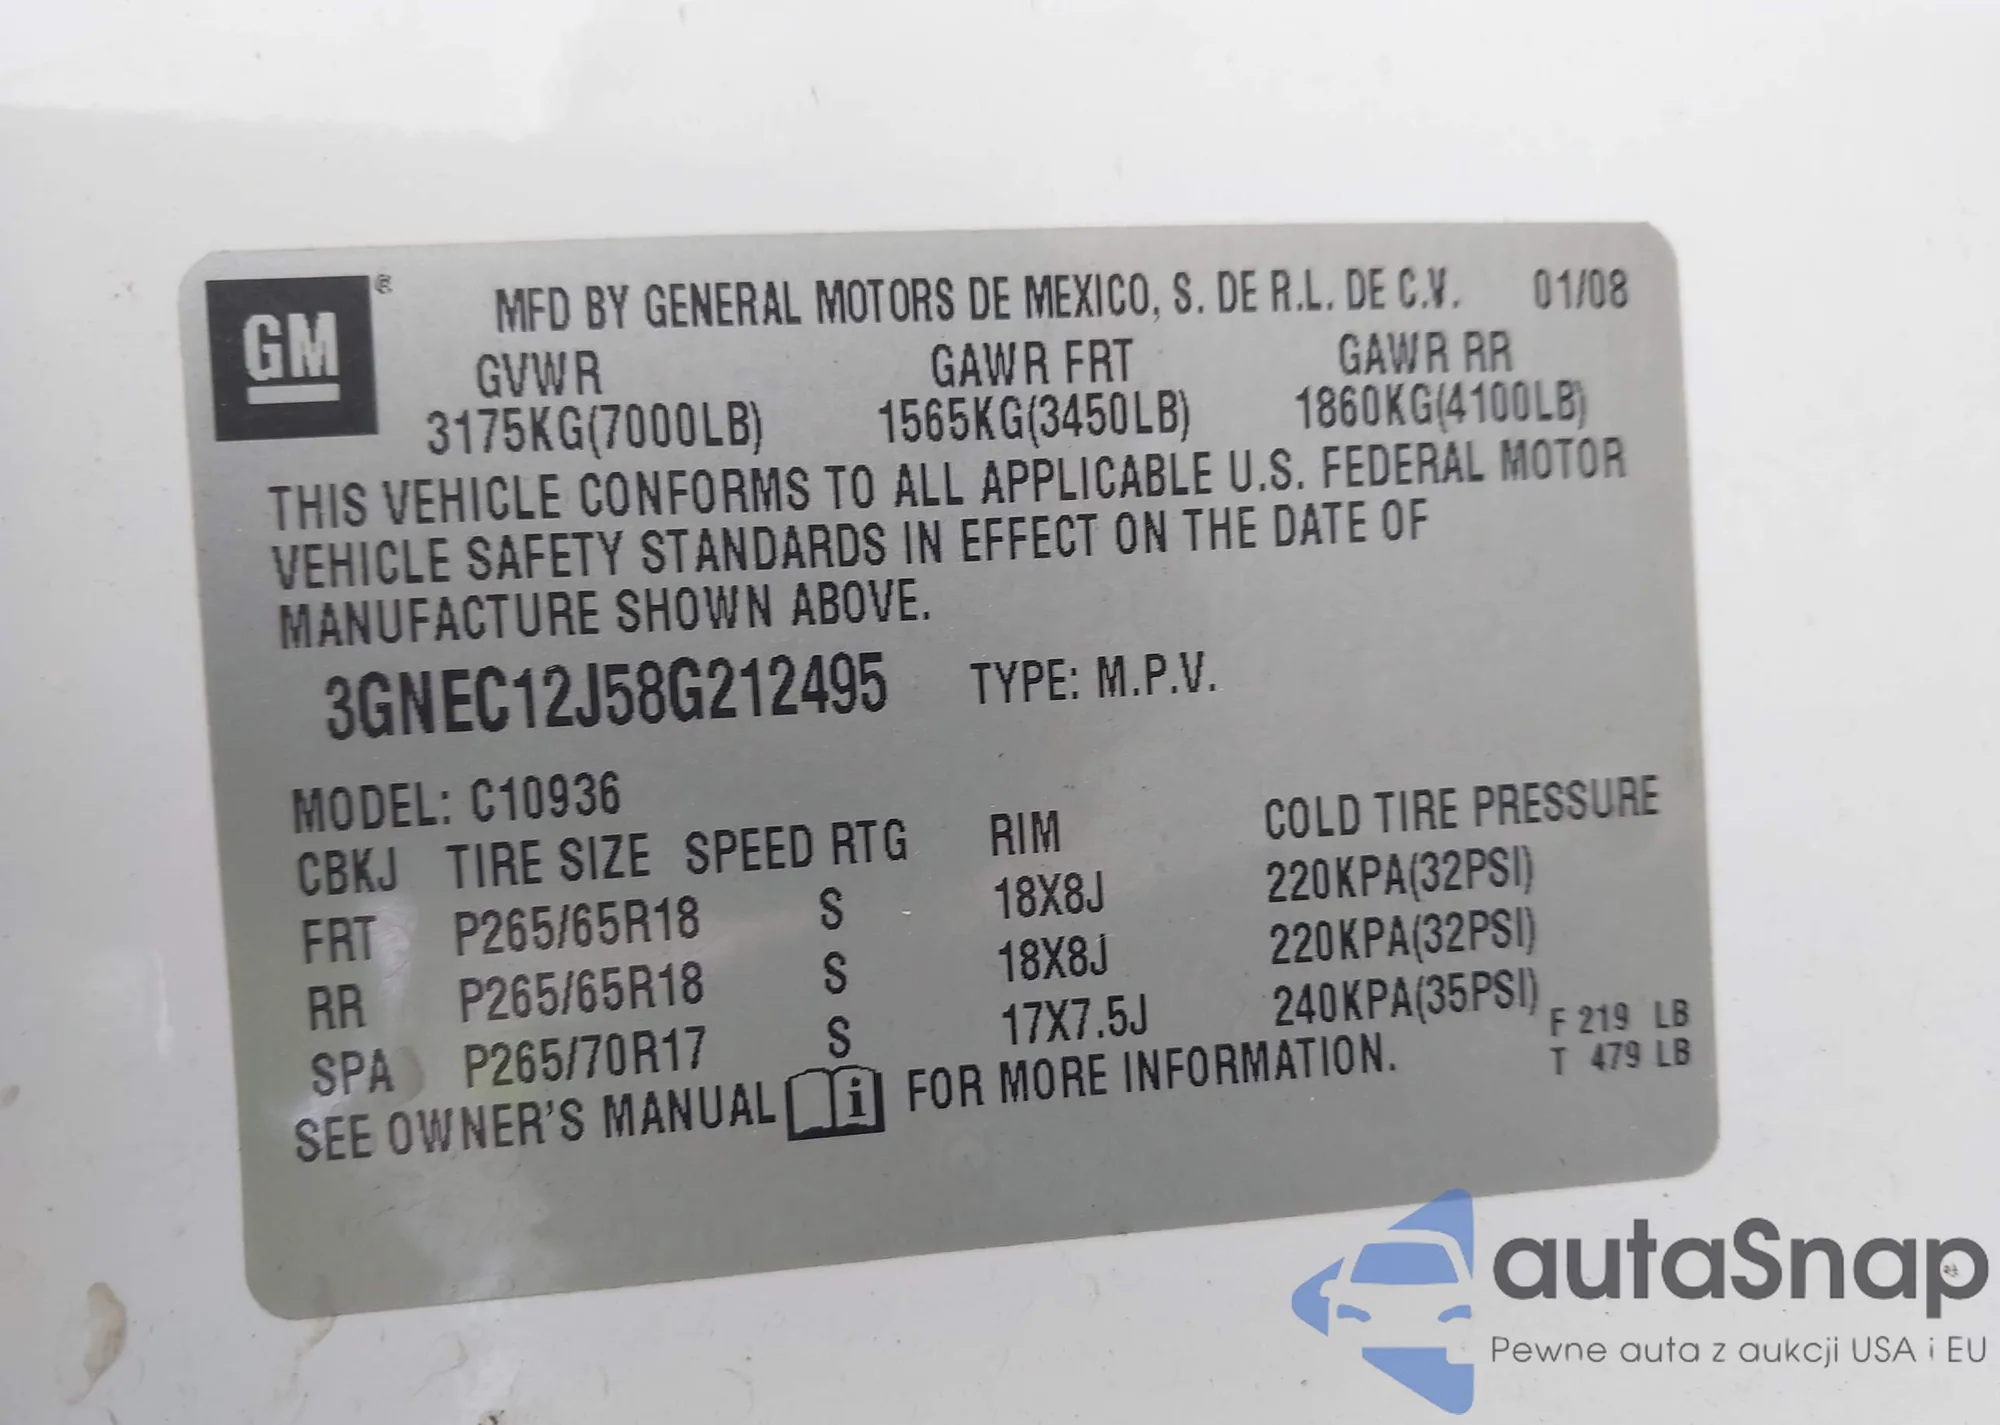 GM®
MFD BY GENERAL MOTORS DE MEXICO, S. DE R.L. DE C.V. 01/08
GVWR GAWR FRT GAWR RR
3175KG(7000LB) 1565KG(3450LB) 1860KG(4100LB)
THIS VEHICLE CONFORMS TO ALL APPLICABLE U.S. FEDERAL MOTOR
VEHICLE SAFETY STANDARDS IN EFFECT ON THE DATE OF
MANUFACTURE SHOWN ABOVE.
3GNEC12J58G212495 TYPE: M.P.V.
MODEL: C10936
CBKJ TIRE SIZE SPEED RTG RIM COLD TIRE PRESSURE
FRT P265/65R18 S 18X8J 220KPA(32PSI)
RR P265/65R18 S 18X8J 220KPA(32PSI)
SPA P265/70R17 S 17X7.5J 240KPA(35PSI) F 219 LB
SEE OWNER'S MANUAL i FOR MORE INFORMATION. T 479 LB
autaSnap
Pewne auta z aukcji USA i EU